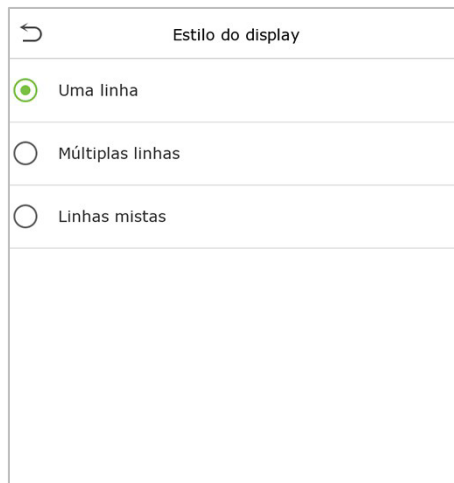 Estilo do display
Uma linha
Múltiplas linhas
Linhas mistas